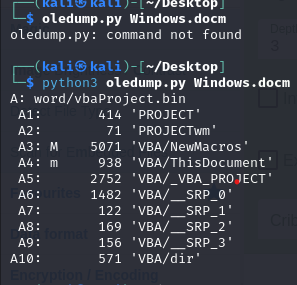 (kali㉿kali)-[~/Desktop]
$ oledump.py Windows.docm
oledump.py: command not found
(kali㉿kali)-[~/Desktop]
$ python3 oledump.py Windows.docm
A: word/vbaProject.bin
A1: 414 'PROJECT'
A2: 71 'PROJECTwm'
A3: M 5071 'VBA/NewMacros'
A4: m 938 'VBA/ThisDocument'
A5: 2752 'VBA/_VBA_PROJECT'
A6: 1482 'VBA/__SRP_0'
A7: 122 'VBA/__SRP_1'
A8: 169 'VBA/__SRP_2'
A9: 156 'VBA/__SRP_3'
A10: 571 'VBA/dir'